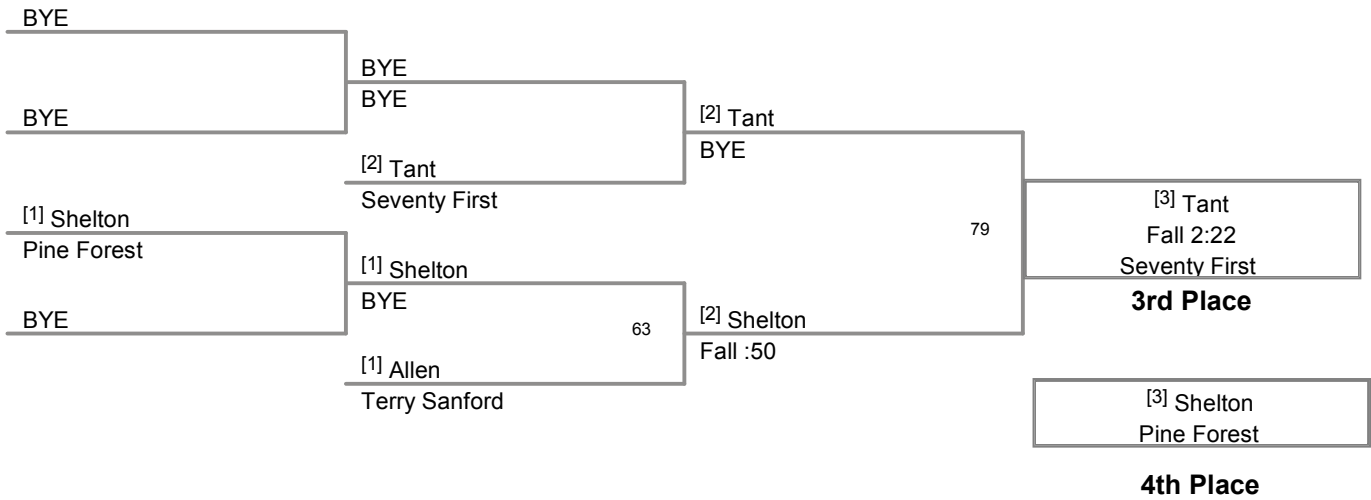 BYE
BYE
BYE
BYE
[2] Tant
BYE
[2] Tant
Seventy First
[3] Tant
Fall 2:22
Seventy First
3rd Place
[1] Shelton
Pine Forest
79
[1] Shelton
BYE
BYE
63
[2] Shelton
Fall :50
[1] Allen
Terry Sanford
[3] Shelton
Pine Forest
4th Place